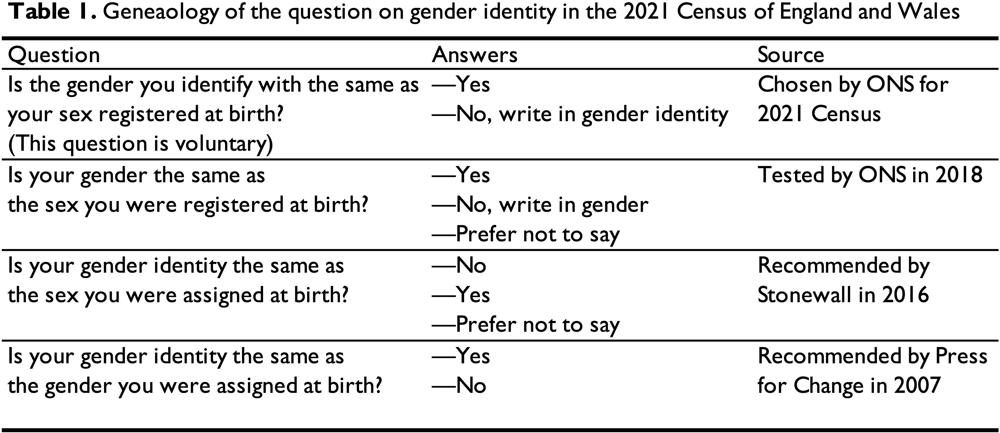 Table 1. Geneaology of the question on gender identity in the 2021 Census of England and Wales
Question Answers Source
Is the gender you identify with the same as —Yes Chosen by ONS for
your sex registered at birth? —No, write in gender identity 2021 Census
(This question is voluntary)
Is your gender the same as —Yes Tested by ONS in 2018
the sex you were registered at birth? —No, write in gender
—Prefer not to say
Is your gender identity the same as —No Recommended by
the sex you were assigned at birth? —Yes Stonewall in 2016
—Prefer not to say
Is your gender identity the same as —Yes Recommended by Press
the gender you were assigned at birth? —No for Change in 2007